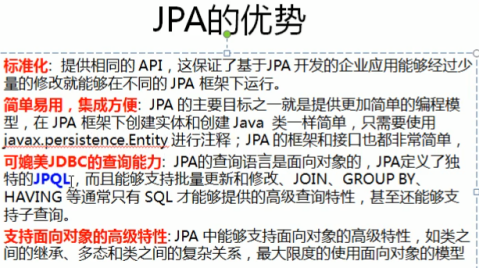 JPA的优势
标准化: 提供相同的 API，这保证了基于JPA 开发的企业应用能够经过少
量的修改就能够在不同的 JPA 框架下运行。
简单易用，集成方便: JPA 的主要目标之一就是提供更加简单的编程模
型，在 JPA 框架下创建实体和创建 Java 类一样简单，只需要使用
javax.persistence.Entity 进行注释；JPA 的框架和接口也都非常简单，
可媲美JDBC的查询能力: JPA的查询语言是面向对象的，JPA定义了独
特的JPQL，而且能够支持批量更新和修改、JOIN、GROUP BY、
HAVING 等通常只有 SQL 才能够提供的高级查询特性，甚至还能够支
持子查询。
支持面向对象的高级特性: JPA 中能够支持面向对象的高级特性，如类之
间的继承、多态和类之间的复杂关系，最大限度的使用面向对象的模型